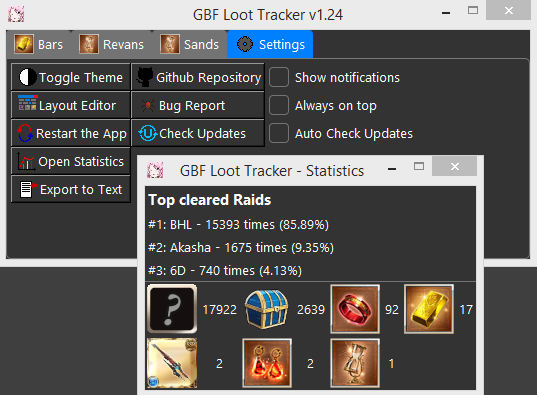 GBF Loot Tracker v1.24
Bars Revans Sands Settings
Toggle Theme Github Repository Show notifications
Layout Editor Bug Report Always on top
Restart the App Check Updates Auto Check Updates
Open Statistics
Export to Text
GBF Loot Tracker - Statistics
Top cleared Raids
#1: BHL - 15393 times (85.89%)
#2: Akasha - 1675 times (9.35%)
#3: 6D - 740 times (4.13%)
? 17922 2639 92 17
2 2 1